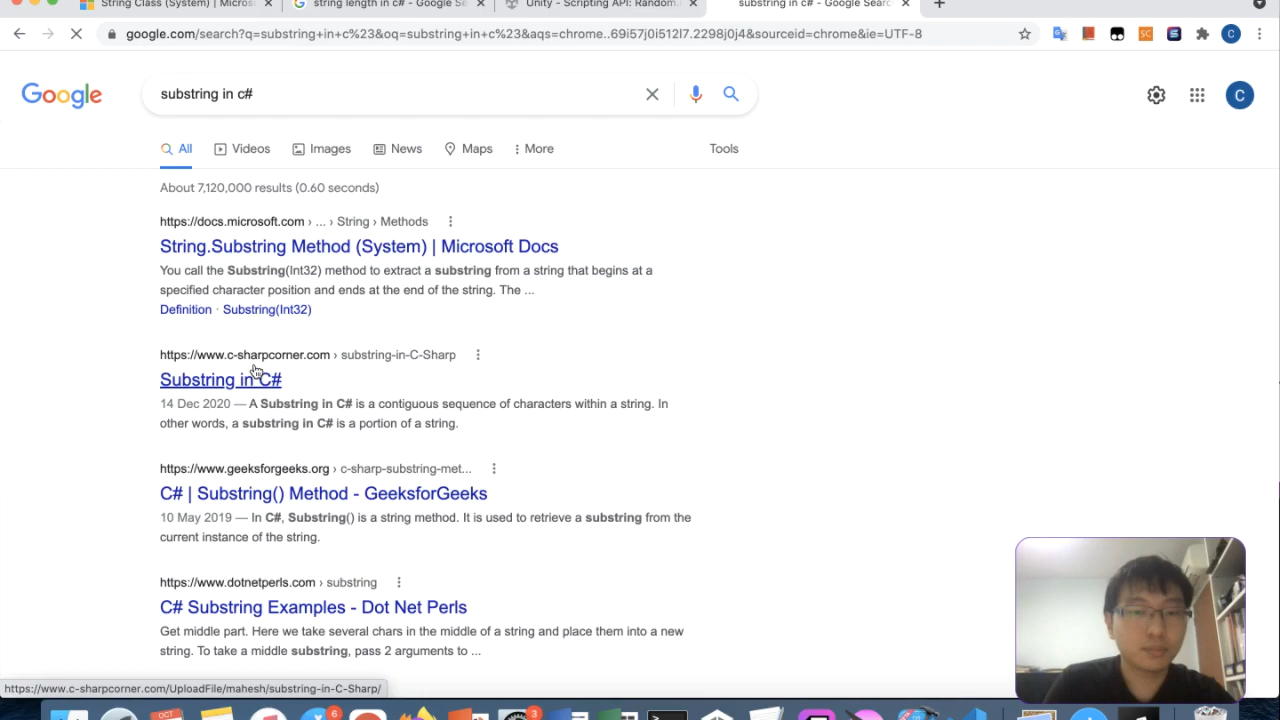 String Class (System) | Micros
string length in c# - Google Se
Unity - Scripting API: Random.
substring in c# - Google Searc
google.com/search?q=substring+in+c%23&oq=substring+in+c%23&aqs=chrome..69i57j0i512l7.2298j0j4&sourceid=chrome&ie=UTF-8
SC
S
C
Google
substring in c#
C
All
Videos
Images
News
Maps
More
Tools
About 7,120,000 results (0.60 seconds)
https://docs.microsoft.com › ... › String › Methods
String.Substring Method (System) | Microsoft Docs
You call the Substring(Int32) method to extract a substring from a string that begins at a
specified character position and ends at the end of the string. The ...
Definition · Substring(Int32)
https://www.c-sharpcorner.com › substring-in-C-Sharp
Substring in C#
14 Dec 2020 — A Substring in C# is a contiguous sequence of characters within a string. In
other words, a substring in C# is a portion of a string.
https://www.geeksforgeeks.org › c-sharp-substring-met...
C# | Substring() Method - GeeksforGeeks
10 May 2019 — In C#, Substring() is a string method. It is used to retrieve a substring from the
current instance of the string.
https://www.dotnetperls.com › substring
C# Substring Examples - Dot Net Perls
Get middle part. Here we take several chars in the middle of a string and place them into a new
string. To take a middle substring, pass 2 arguments to ...
https://www.c-sharpcorner.com/UploadFile/mahesh/substring-in-C-Sharp/
OCT
6
3